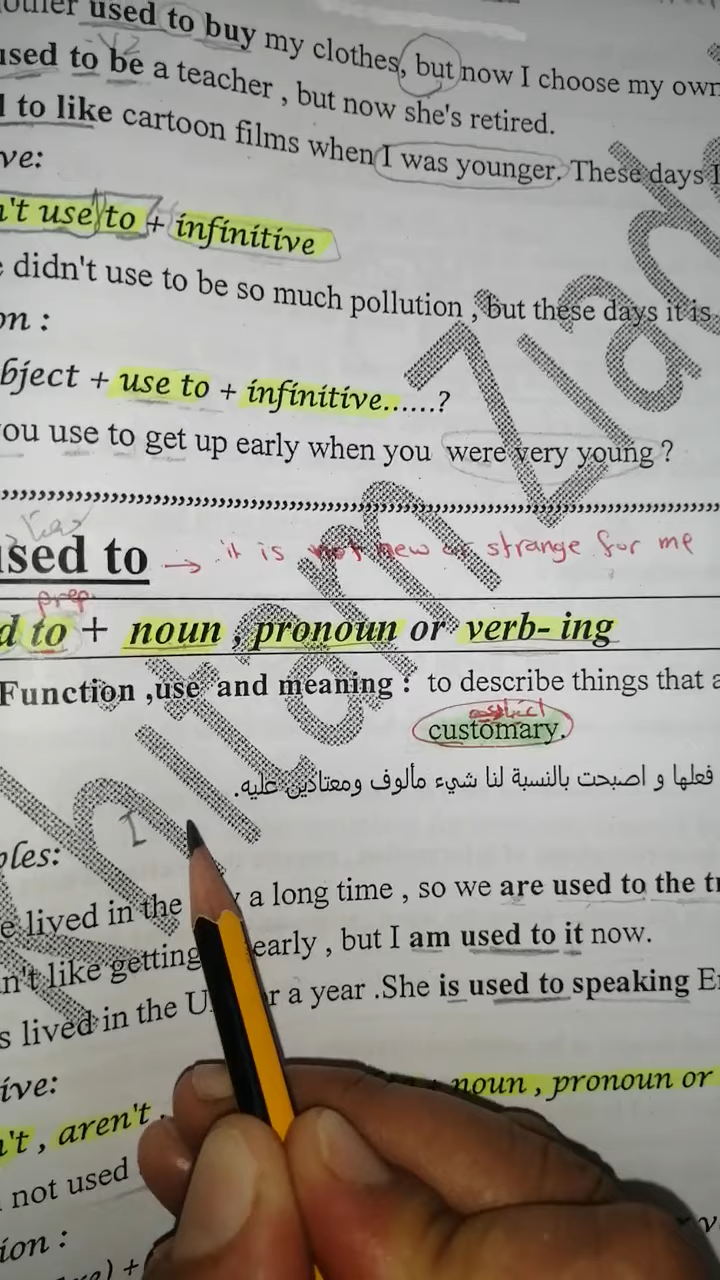 used to buy my clothes, but now I choose my own
used to be a teacher , but now she's retired.
to like cartoon films when I was younger. These days I
ve:
n't use to + infinitive
didn't use to be so much pollution , but these days it is
on :
bject + use to + infinitive......?
ou use to get up early when you were very young ?
used to → it is not new or strange for me
prep.
d to + noun , pronoun or verb- ing
Function ,use and meaning : to describe things that a
customary.
فعلها و اصبحت بالنسبة لنا شيء مألوف ومعتادين عليه.
I
ples:
e lived in the a long time , so we are used to the tr
n't like getting early , but I am used to it now.
s lived in the U r a year .She is used to speaking E
ive:
noun , pronoun or
n't , aren't
not used
ion :
) +
Khitam Ziad